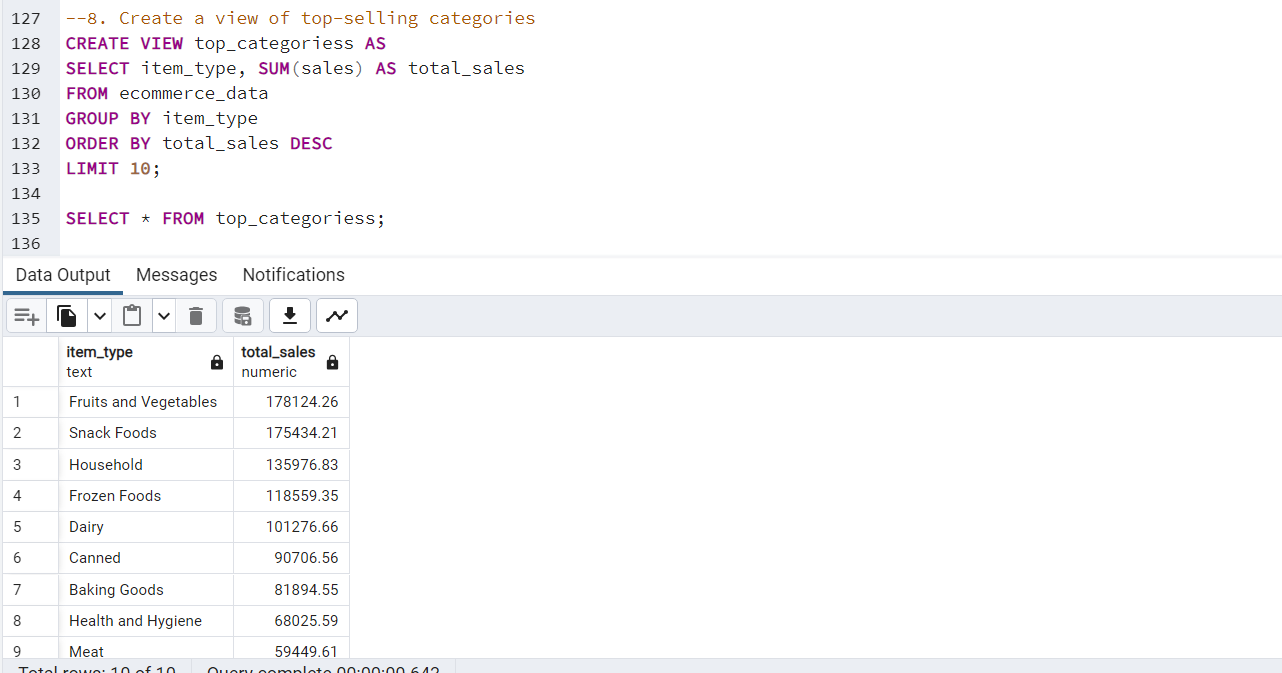 127 --8. Create a view of top-selling categories
128 CREATE VIEW top_categoriess AS
129 SELECT item_type, SUM(sales) AS total_sales
130 FROM ecommerce_data
131 GROUP BY item_type
132 ORDER BY total_sales DESC
133 LIMIT 10;
134
135 SELECT * FROM top_categoriess;
136
Data Output Messages Notifications
item_type total_sales
text numeric
1 Fruits and Vegetables 178124.26
2 Snack Foods 175434.21
3 Household 135976.83
4 Frozen Foods 118559.35
5 Dairy 101276.66
6 Canned 90706.56
7 Baking Goods 81894.55
8 Health and Hygiene 68025.59
9 Meat 59449.61
Total rows: 10 of 10 Query complete 00:00:00.642